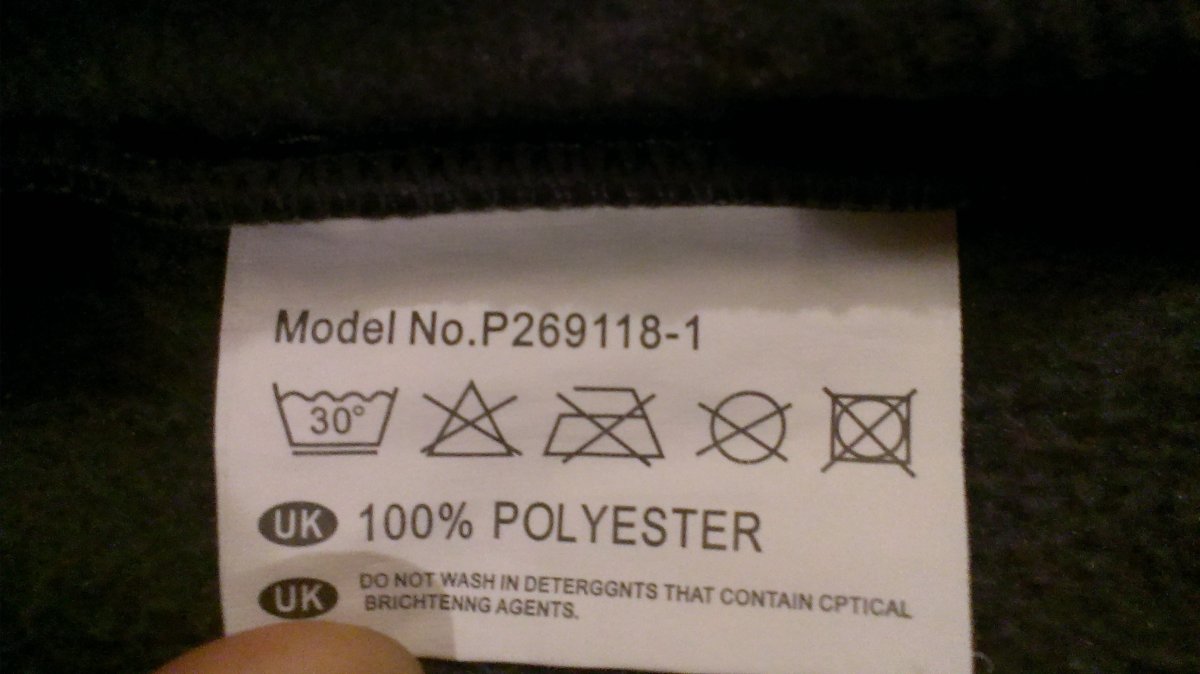 Model No.P269118-1
30°
UK 100% POLYESTER
UK DO NOT WASH IN DETERGGNTS THAT CONTAIN CPTICAL
BRICHTENNG AGENTS.